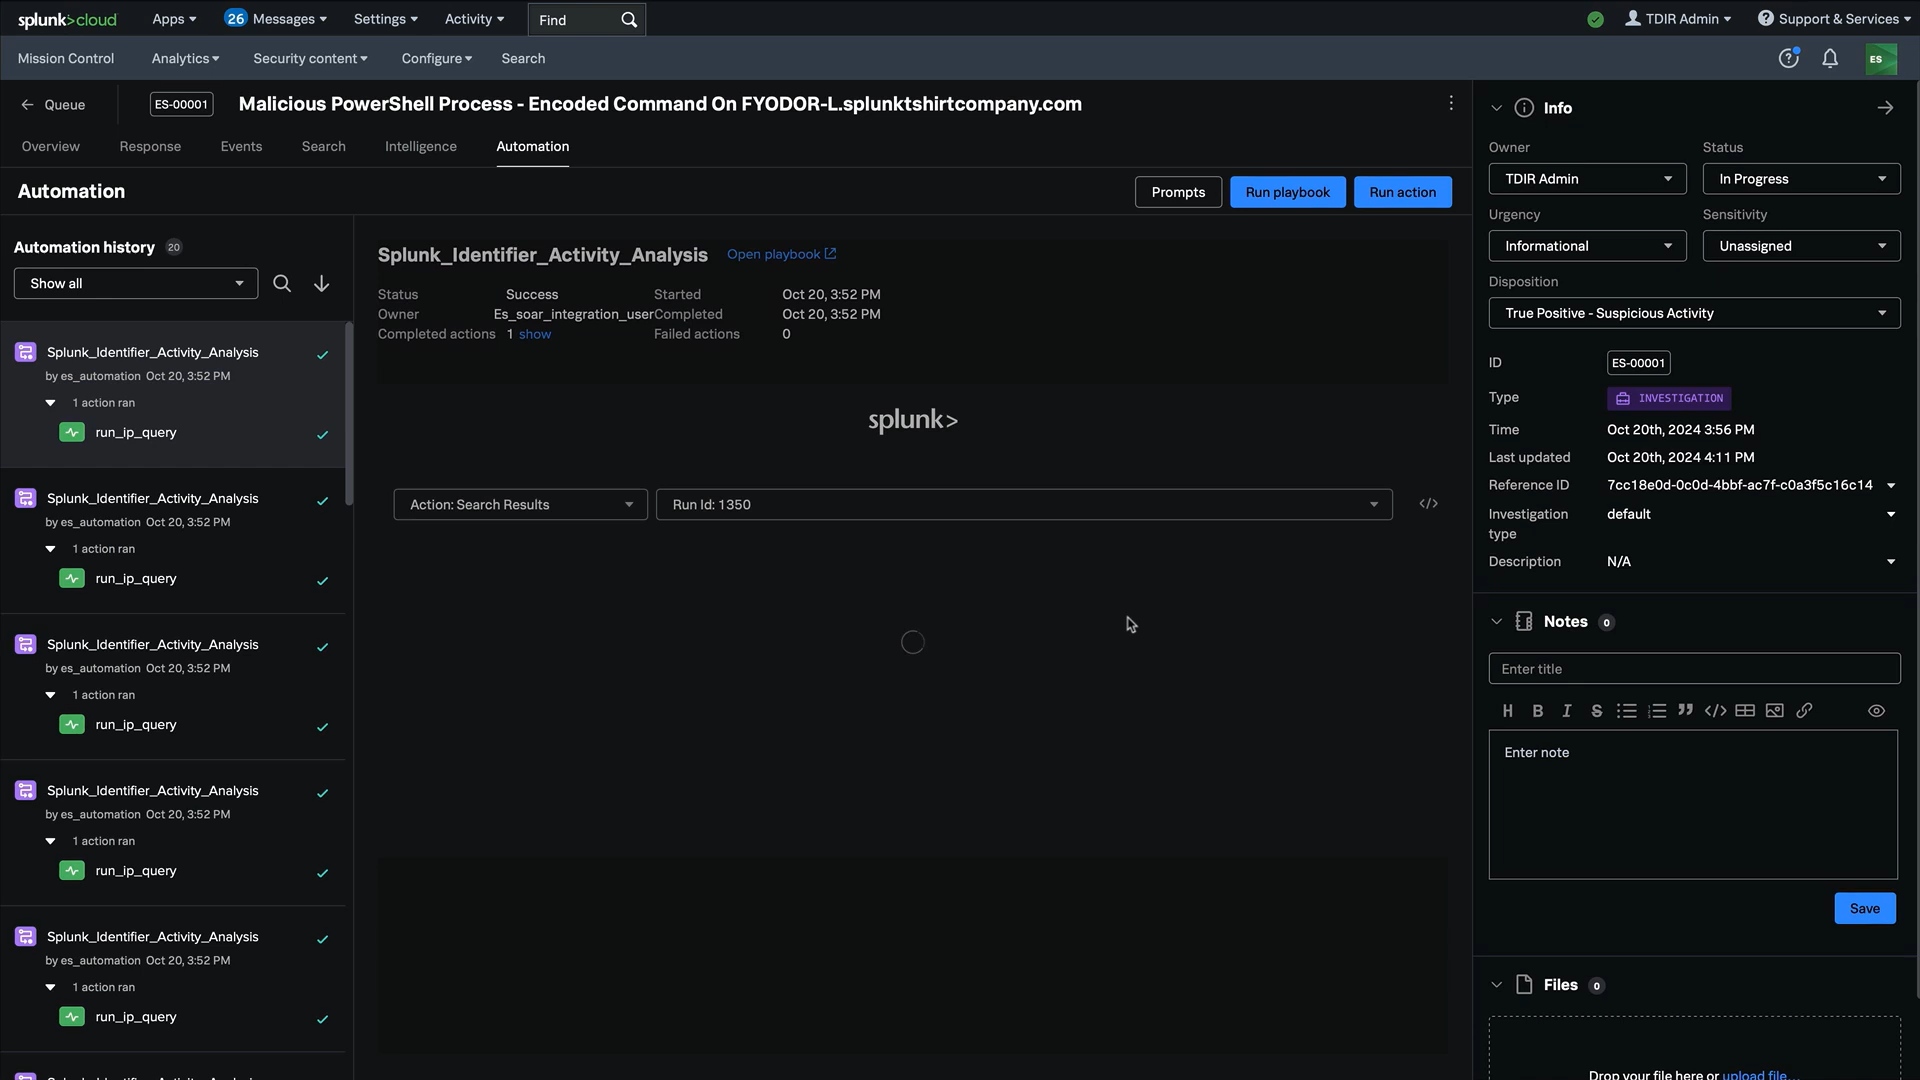 splunk>cloud Apps 26 Messages Settings Activity Find TDIR Admin Support & Services
Mission Control Analytics Security content Configure Search ES
Queue ES-00001 Malicious PowerShell Process - Encoded Command On FYODOR-L.splunktshirtcompany.com
Overview Response Events Search Intelligence Automation
Automation Prompts Run playbook Run action
Automation history 20
Show all
Splunk_Identifier_Activity_Analysis
by es_automation Oct 20, 3:52 PM
1 action ran
run_ip_query
Splunk_Identifier_Activity_Analysis
by es_automation Oct 20, 3:52 PM
1 action ran
run_ip_query
Splunk_Identifier_Activity_Analysis
by es_automation Oct 20, 3:52 PM
1 action ran
run_ip_query
Splunk_Identifier_Activity_Analysis
by es_automation Oct 20, 3:52 PM
1 action ran
run_ip_query
Splunk_Identifier_Activity_Analysis
by es_automation Oct 20, 3:52 PM
1 action ran
run_ip_query
Splunk_Identifier_Activity_Analysis Open playbook
Status Success Started Oct 20, 3:52 PM
Owner Es_soar_integration_user Completed Oct 20, 3:52 PM
Completed actions 1 show Failed actions 0
splunk>
Action: Search Results Run Id: 1350 </>
Info
Owner Status
TDIR Admin In Progress
Urgency Sensitivity
Informational Unassigned
Disposition
True Positive - Suspicious Activity
ID ES-00001
Type INVESTIGATION
Time Oct 20th, 2024 3:56 PM
Last updated Oct 20th, 2024 4:11 PM
Reference ID 7cc18e0d-0c0d-4bbf-ac7f-c0a3f5c16c14
Investigation type default
Description N/A
Notes 0
Enter title
H B I S </>
Enter note
Save
Files 0
Drop your file here or upload file...